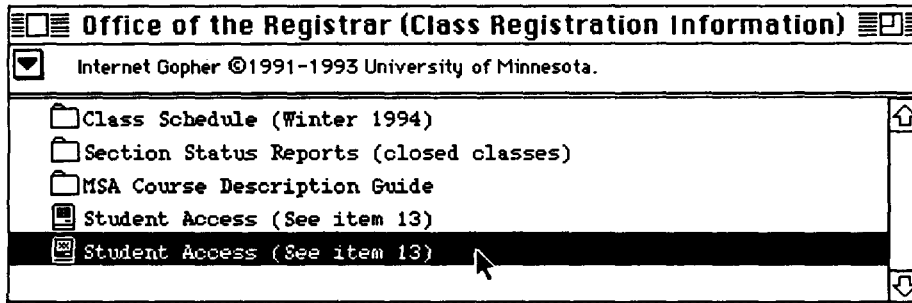 Office of the Registrar (Class Registration Information)
Internet Gopher ©1991-1993 University of Minnesota.
Class Schedule (Winter 1994)
Section Status Reports (closed classes)
MSA Course Description Guide
Student Access (See item 13)
Student Access (See item 13)